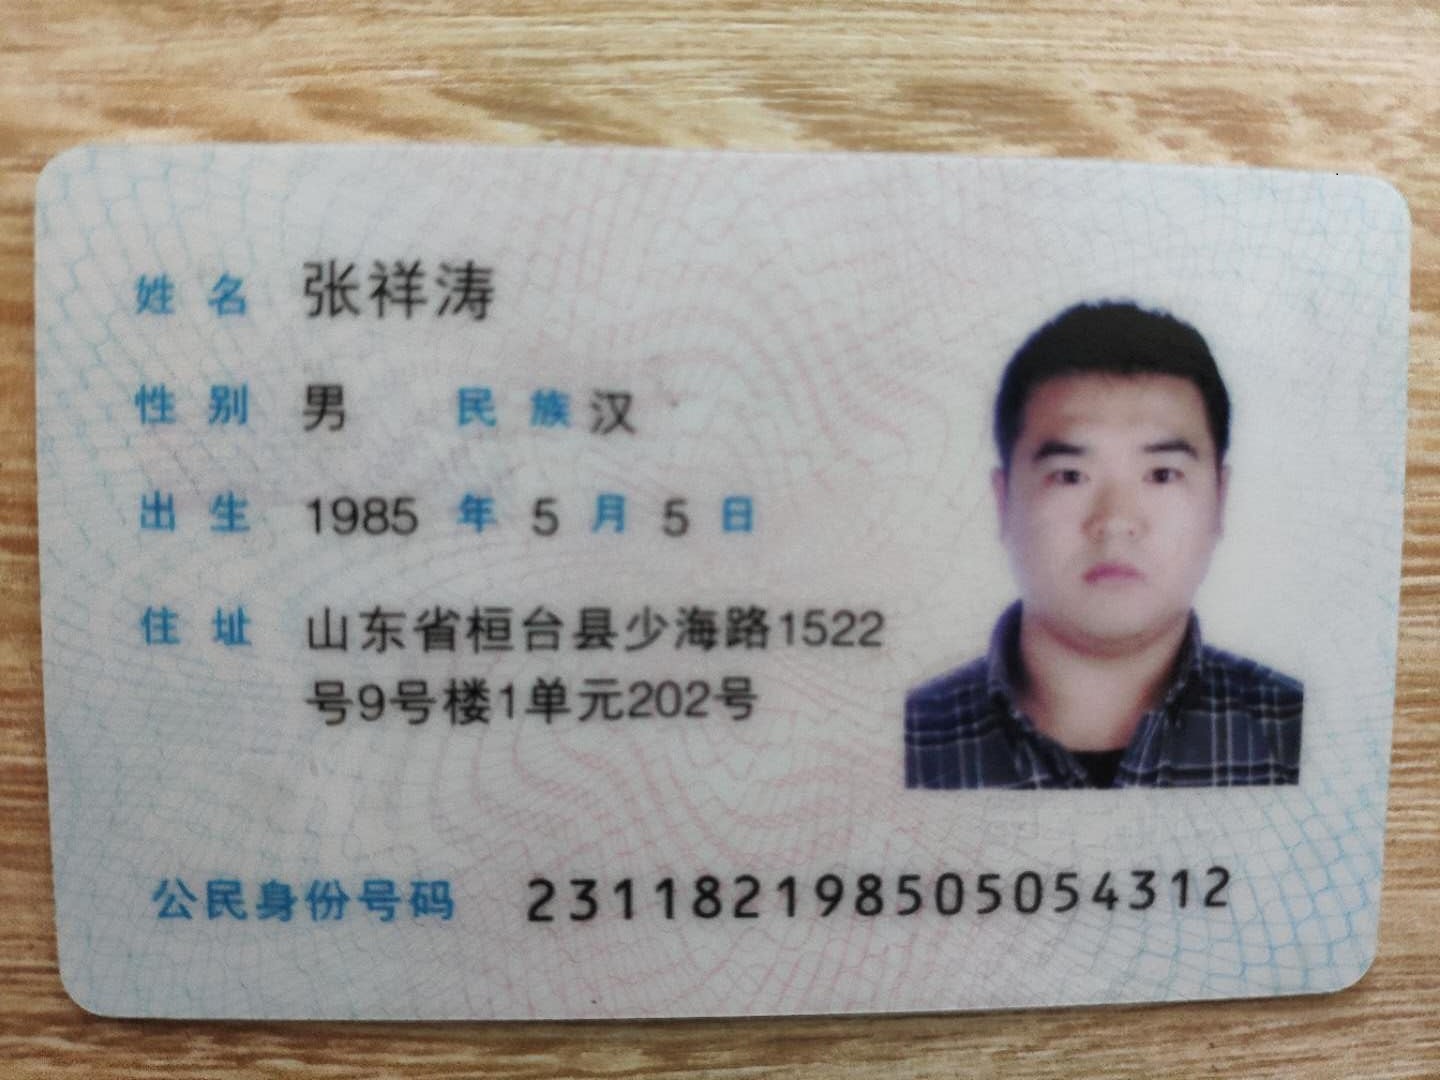 姓名 张祥涛
性别 男 民族 汉
出生 1985 年 5 月 5 日
住址 山东省桓台县少海路1522
号9号楼1单元202号
公民身份号码 231182198505054312